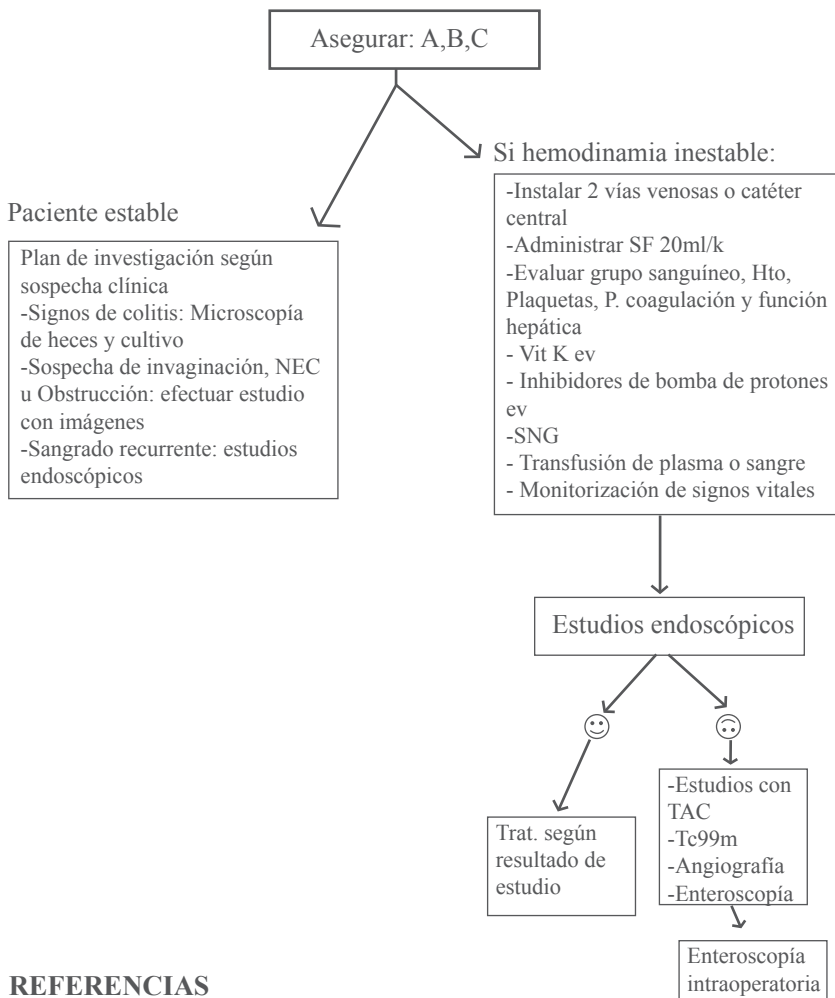 Asegurar: A,B,C
Paciente estable
Plan de investigación según
sospecha clínica
-Signos de colitis: Microscopía
de heces y cultivo
-Sospecha de invaginación, NEC
u Obstrucción: efectuar estudio
con imágenes
-Sangrado recurrente: estudios
endoscópicos
Si hemodinamia inestable:
-Instalar 2 vías venosas o catéter
central
-Administrar SF 20ml/k
-Evaluar grupo sanguíneo, Hto,
Plaquetas, P. coagulación y función
hepática
- Vit K ev
- Inhibidores de bomba de protones
ev
-SNG
- Transfusión de plasma o sangre
- Monitorización de signos vitales
Estudios endoscópicos
Trat. según
resultado de
estudio
-Estudios con
TAC
-Tc99m
-Angiografía
-Enteroscopía
Enteroscopía
intraoperatoria
REFERENCIAS